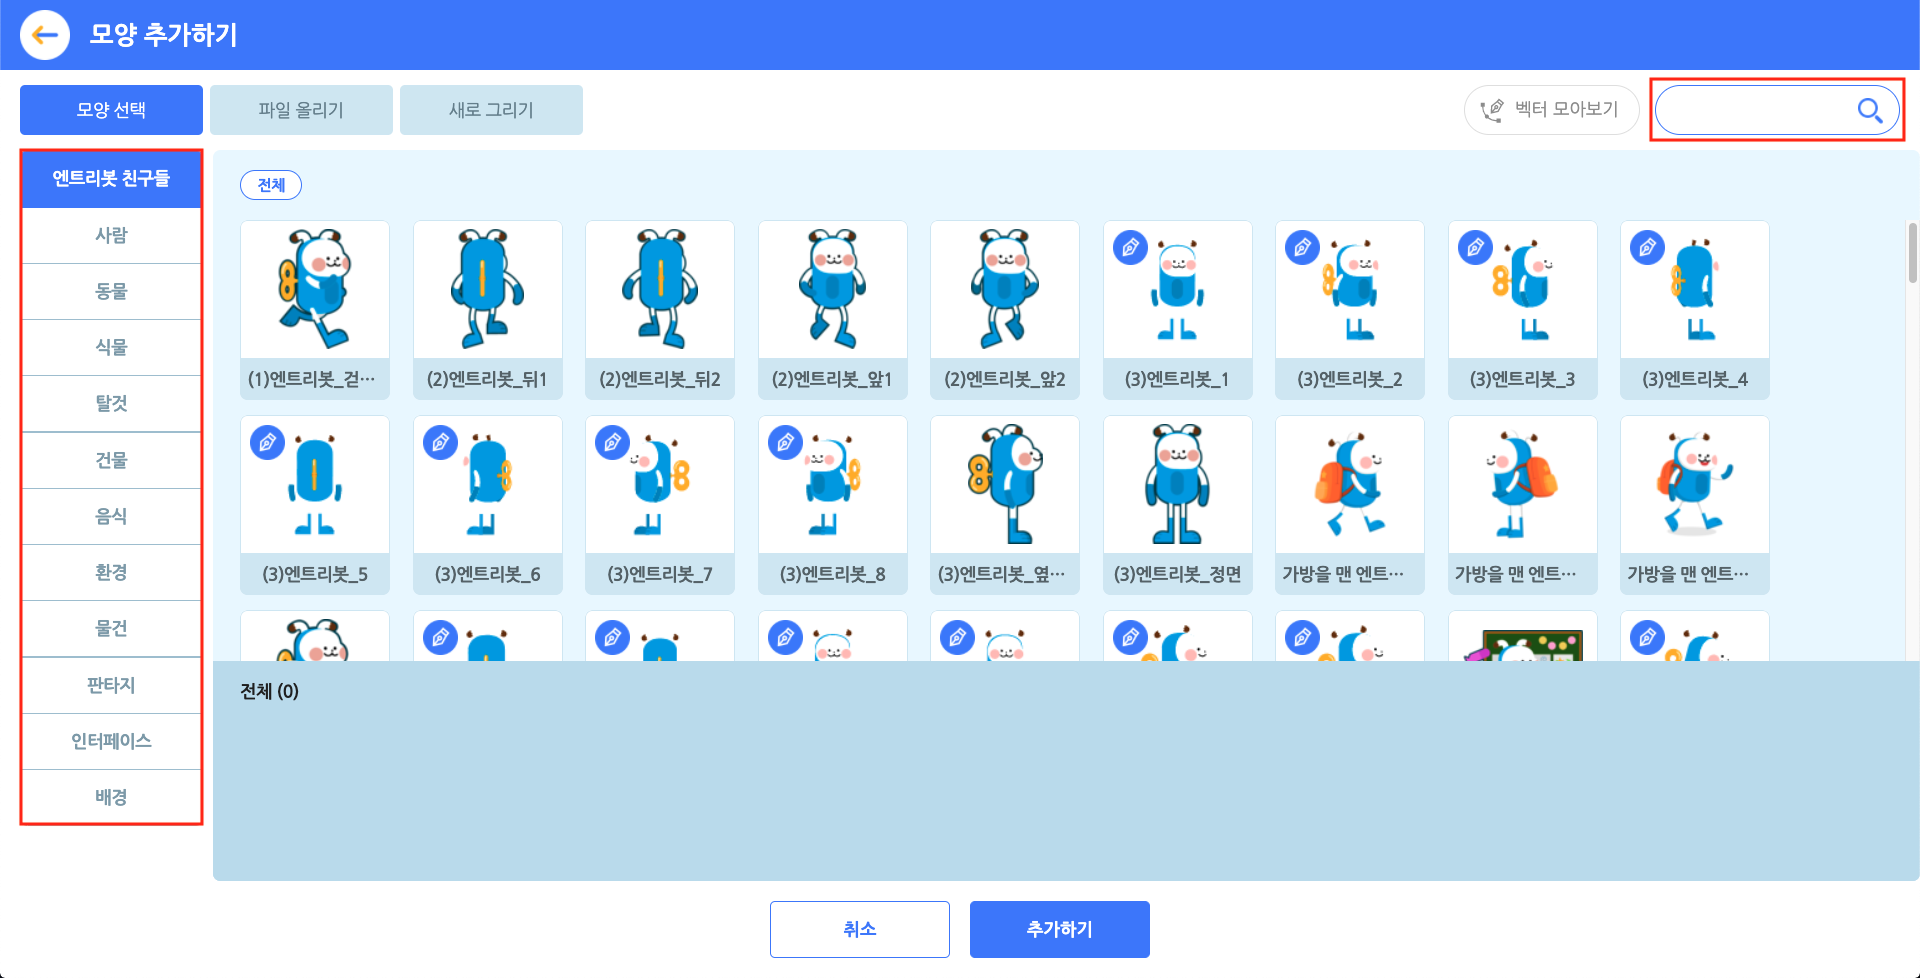 모양 추가하기
모양 선택
파일 올리기
새로 그리기
벡터 모아보기
엔트리봇 친구들
사람
동물
식물
탈것
건물
음식
환경
물건
판타지
인터페이스
배경
전체
(1)엔트리봇_걷…
(2)엔트리봇_뒤1
(2)엔트리봇_뒤2
(2)엔트리봇_앞1
(2)엔트리봇_앞2
(3)엔트리봇_1
(3)엔트리봇_2
(3)엔트리봇_3
(3)엔트리봇_4
(3)엔트리봇_5
(3)엔트리봇_6
(3)엔트리봇_7
(3)엔트리봇_8
(3)엔트리봇_옆…
(3)엔트리봇_정면
가방을 맨 엔트…
가방을 맨 엔트…
가방을 맨 엔트…
전체 (0)
취소
추가하기